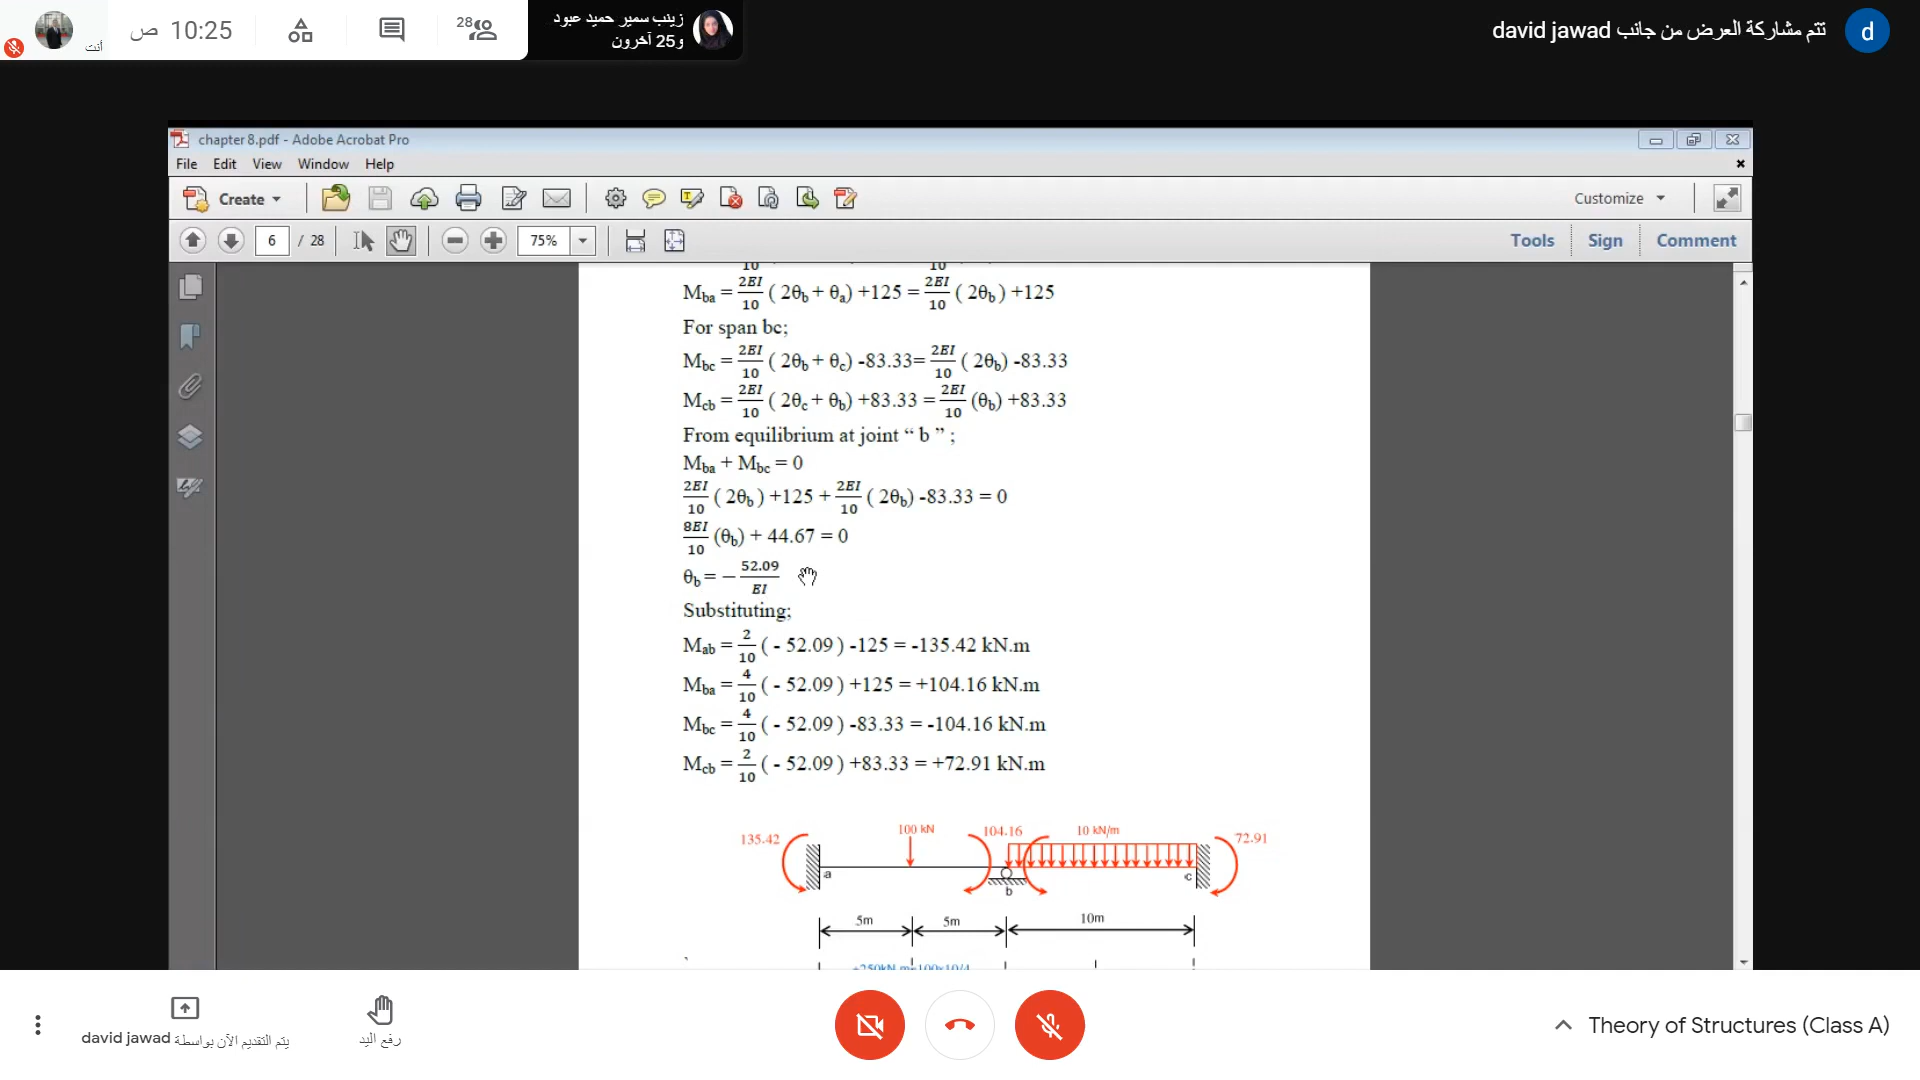 أنت
10:25 ص
28
زينب سمير حميد عبود
و25 آخرون
تتم مشاركة العرض من جانب david jawad
d
chapter 8.pdf - Adobe Acrobat Pro
File Edit View Window Help
Create
Customize
6 / 28
75%
Tools Sign Comment
10 10
Mba = 2EI/10 ( 2θb + θa) +125 = 2EI/10 ( 2θb ) +125
For span bc;
Mbc = 2EI/10 ( 2θb + θc) -83.33= 2EI/10 ( 2θb) -83.33
Mcb = 2EI/10 ( 2θc + θb) +83.33 = 2EI/10 (θb) +83.33
From equilibrium at joint “ b ” ;
Mba + Mbc = 0
2EI/10 ( 2θb ) +125 + 2EI/10 ( 2θb) -83.33 = 0
8EI/10 (θb) + 44.67 = 0
θb = − 52.09/EI
Substituting;
Mab = 2/10 ( - 52.09 ) -125 = -135.42 kN.m
Mba = 4/10 ( - 52.09 ) +125 = +104.16 kN.m
Mbc = 4/10 ( - 52.09 ) -83.33 = -104.16 kN.m
Mcb = 2/10 ( - 52.09 ) +83.33 = +72.91 kN.m
135.42 100 kN 104.16 10 kN/m 72.91
a b c
5m 5m 10m
+250kN.m=100x10/4
يتم التقديم الآن بواسطة david jawad
رفع اليد
Theory of Structures (Class A)